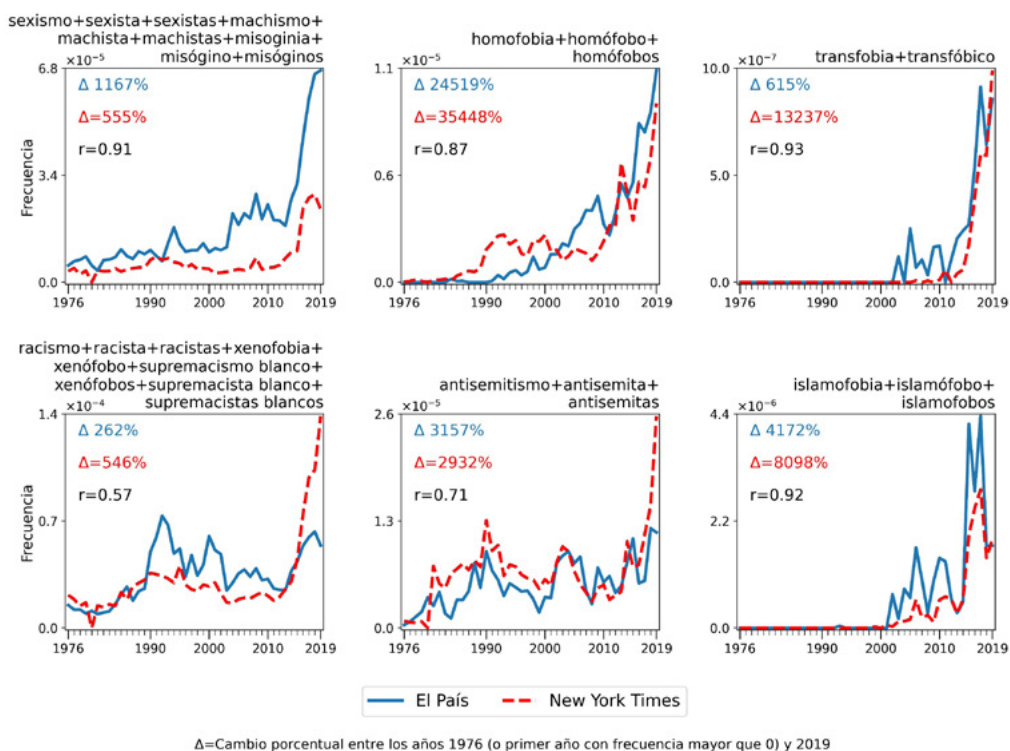 sexismo+sexista+sexistas+machismo+
machista+machistas+misoginia+
misógino+misóginos
×10⁻⁵
6.8
3.4
0.0
Frecuencia
Δ 1167%
Δ=555%
r=0.91
1976
1990
2000
2010
2019
homofobia+homófobo+
homófobos
×10⁻⁵
1.1
0.6
0.0
Δ 24519%
Δ=35448%
r=0.87
1976
1990
2000
2010
2019
transfobia+transfóbico
×10⁻⁷
10.0
5.0
0.0
Δ 615%
Δ=13237%
r=0.93
1976
1990
2000
2010
2019
racismo+racista+racistas+xenofobia+
xenófobo+supremacismo blanco+
xenófobos+supremacista blanco+
supremacistas blancos
×10⁻⁴
1.4
0.7
0.0
Frecuencia
Δ 262%
Δ=546%
r=0.57
1976
1990
2000
2010
2019
antisemitismo+antisemita+
antisemitas
×10⁻⁵
2.6
1.3
0.0
Δ 3157%
Δ=2932%
r=0.71
1976
1990
2000
2010
2019
islamofobia+islamófobo+
islamofobos
×10⁻⁶
4.4
2.2
0.0
Δ 4172%
Δ=8098%
r=0.92
1976
1990
2000
2010
2019
El País
New York Times
Δ=Cambio porcentual entre los años 1976 (o primer año con frecuencia mayor que 0) y 2019